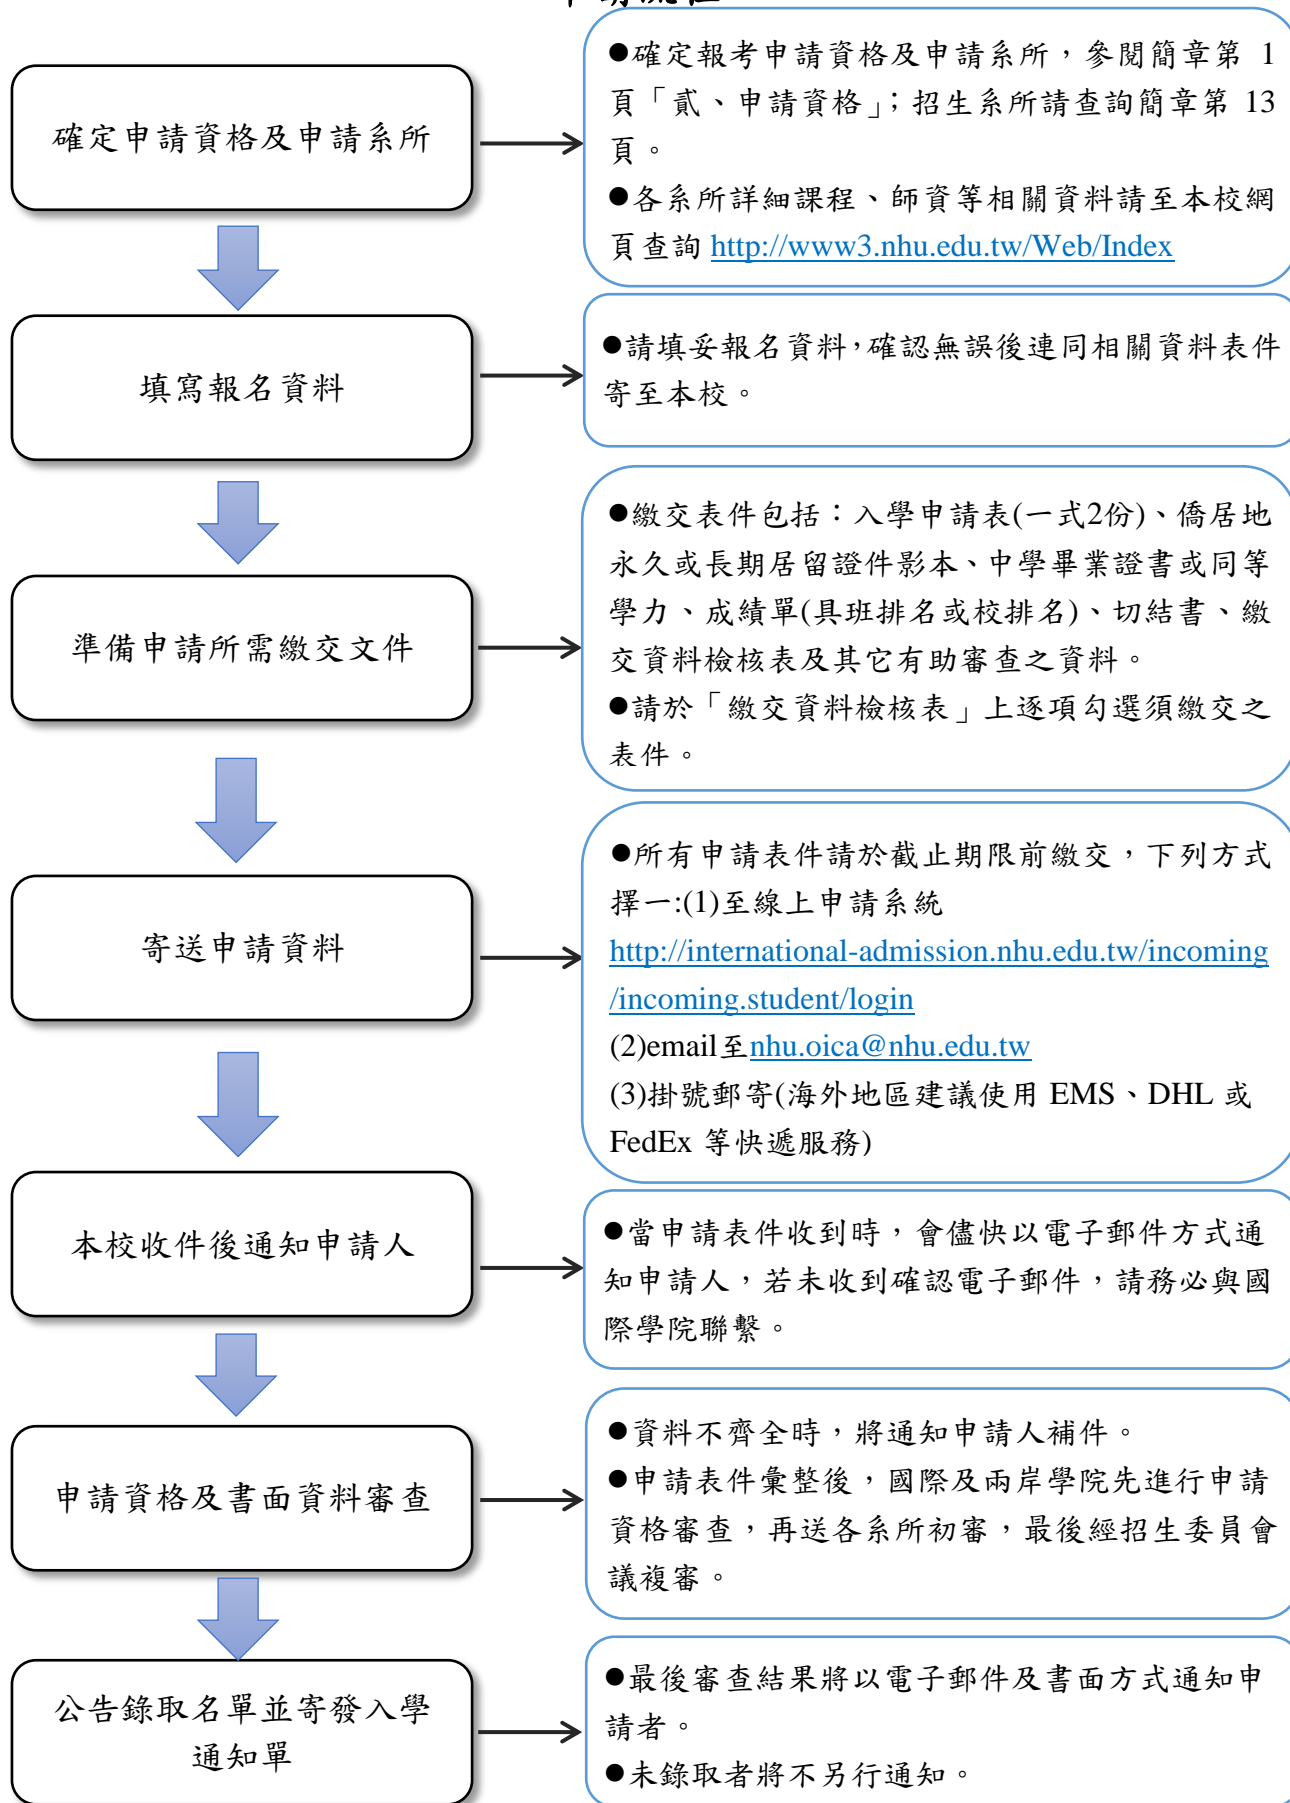 確定申請資格及申請系所
●確定報考申請資格及申請系所，參閱簡章第 1
頁「貳、申請資格」；招生系所請查詢簡章第 13
頁。
●各系所詳細課程、師資等相關資料請至本校網
頁查詢 http://www3.nhu.edu.tw/Web/Index
填寫報名資料
●請填妥報名資料，確認無誤後連同相關資料表件
寄至本校。
準備申請所需繳交文件
●繳交表件包括：入學申請表(一式2份)、僑居地
永久或長期居留證件影本、中學畢業證書或同等
學力、成績單(具班排名或校排名)、切結書、繳
交資料檢核表及其它有助審查之資料。
●請於「繳交資料檢核表」上逐項勾選須繳交之
表件。
寄送申請資料
●所有申請表件請於截止期限前繳交，下列方式
擇一:(1)至線上申請系統
http://international-admission.nhu.edu.tw/incoming
/incoming.student/login
(2)email至nhu.oica@nhu.edu.tw
(3)掛號郵寄(海外地區建議使用 EMS、DHL 或
FedEx 等快遞服務)
本校收件後通知申請人
●當申請表件收到時，會儘快以電子郵件方式通
知申請人，若未收到確認電子郵件，請務必與國
際學院聯繫。
申請資格及書面資料審查
●資料不齊全時，將通知申請人補件。
●申請表件彙整後，國際及兩岸學院先進行申請
資格審查，再送各系所初審，最後經招生委員會
議複審。
公告錄取名單並寄發入學
通知單
●最後審查結果將以電子郵件及書面方式通知申
請者。
●未錄取者將不另行通知。